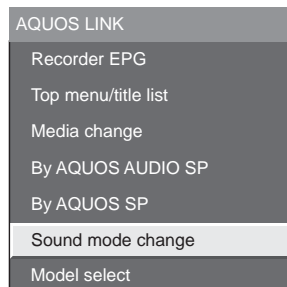 AQUOS LINK
Recorder EPG
Top menu/title list
Media change
By AQUOS AUDIO SP
By AQUOS SP
Sound mode change
Model select